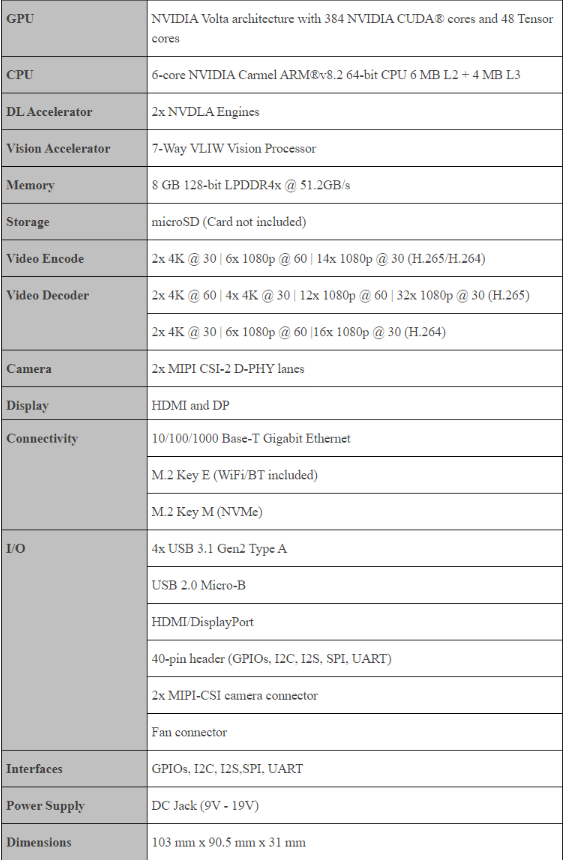 GPU
NVIDIA Volta architecture with 384 NVIDIA CUDA® cores and 48 Tensor
cores
CPU
6-core NVIDIA Carmel ARM®v8.2 64-bit CPU 6 MB L2 + 4 MB L3
DL Accelerator
2x NVDLA Engines
Vision Accelerator
7-Way VLIW Vision Processor
Memory
8 GB 128-bit LPDDR4x @ 51.2GB/s
Storage
microSD (Card not included)
Video Encode
2x 4K @ 30 | 6x 1080p @ 60 | 14x 1080p @ 30 (H.265/H.264)
Video Decoder
2x 4K @ 60 | 4x 4K @ 30 | 12x 1080p @ 60 | 32x 1080p @ 30 (H.265)
2x 4K @ 30 | 6x 1080p @ 60 |16x 1080p @ 30 (H.264)
Camera
2x MIPI CSI-2 D-PHY lanes
Display
HDMI and DP
Connectivity
10/100/1000 Base-T Gigabit Ethernet
M.2 Key E (WiFi/BT included)
M.2 Key M (NVMe)
I/O
4x USB 3.1 Gen2 Type A
USB 2.0 Micro-B
HDMI/DisplayPort
40-pin header (GPIOs, I2C, I2S, SPI, UART)
2x MIPI-CSI camera connector
Fan connector
Interfaces
GPIOs, I2C, I2S,SPI, UART
Power Supply
DC Jack (9V - 19V)
Dimensions
103 mm x 90.5 mm x 31 mm